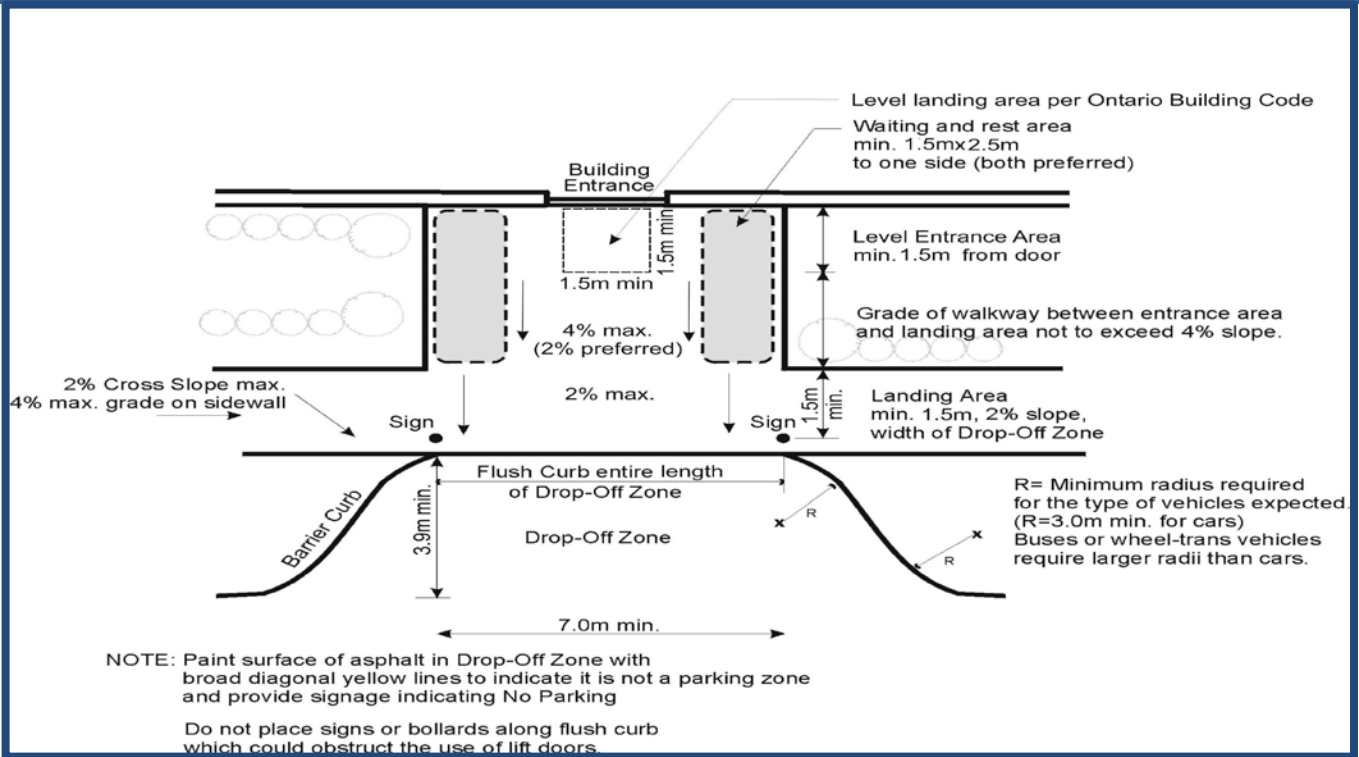 Level landing area per Ontario Building Code
Waiting and rest area
min. 1.5mx2.5m
to one side (both preferred)
Building
Entrance
1.5m min
1.5m min
Level Entrance Area
min. 1.5m from door
4% max.
(2% preferred)
Grade of walkway between entrance area
and landing area not to exceed 4% slope.
2% Cross Slope max.
4% max. grade on sidewall
2% max.
1.5m
min.
Landing Area
min. 1.5m, 2% slope,
width of Drop-Off Zone
Sign
Sign
Flush Curb entire length
of Drop-Off Zone
Barrier Curb
3.9m min.
Drop-Off Zone
R
R
R= Minimum radius required
for the type of vehicles expected.
(R=3.0m min. for cars)
Buses or wheel-trans vehicles
require larger radii than cars.
7.0m min.
NOTE: Paint surface of asphalt in Drop-Off Zone with
broad diagonal yellow lines to indicate it is not a parking zone
and provide signage indicating No Parking
Do not place signs or bollards along flush curb
which could obstruct the use of lift doors.